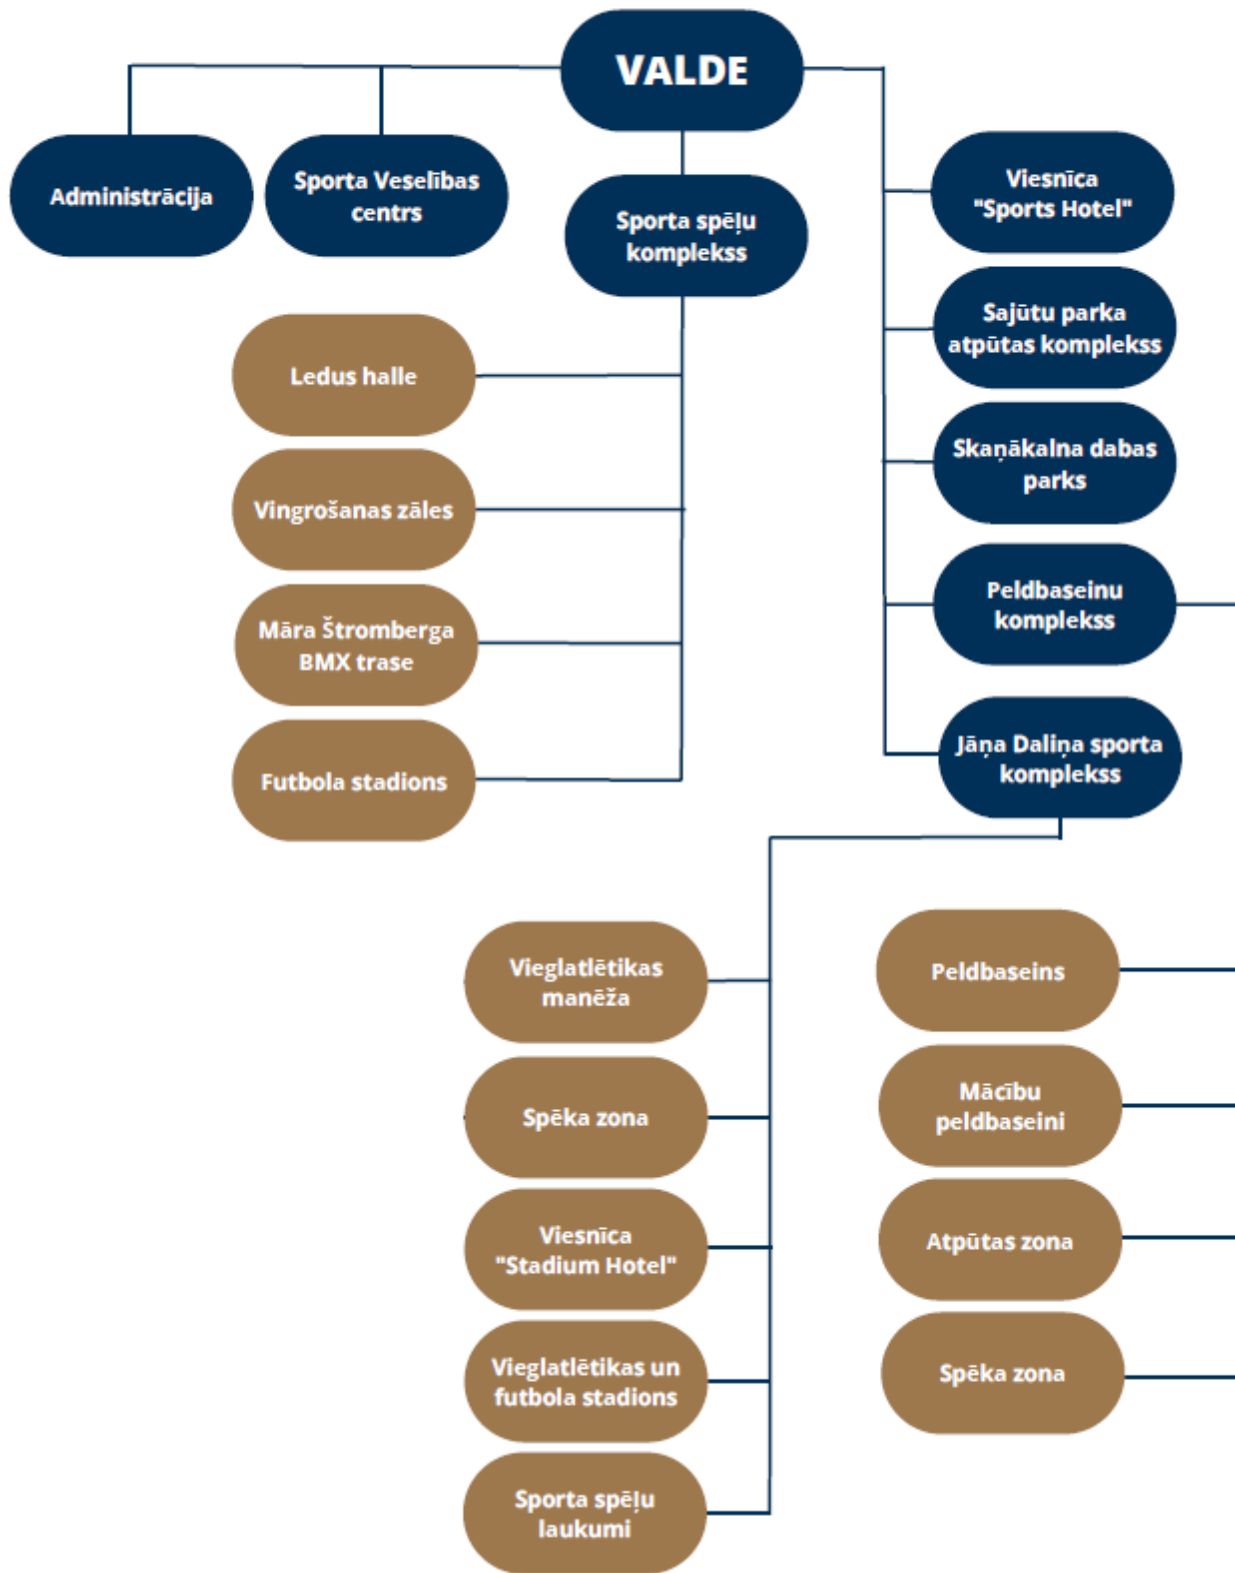 VALDE
Administrācija
Sporta Veselības
centrs
Sporta spēļu
komplekss
Viesnīca
"Sports Hotel"
Sajūtu parka
atpūtas komplekss
Skaņākalna dabas
parks
Peldbaseinu
komplekss
Jāņa Daliņa sporta
komplekss
Ledus halle
Vingrošanas zāles
Māra Štromberga
BMX trase
Futbola stadions
Vieglatlētikas
manēža
Spēka zona
Viesnīca
"Stadium Hotel"
Vieglatlētikas un
futbola stadions
Sporta spēļu
laukumi
Peldbaseins
Mācību
peldbaseini
Atpūtas zona
Spēka zona